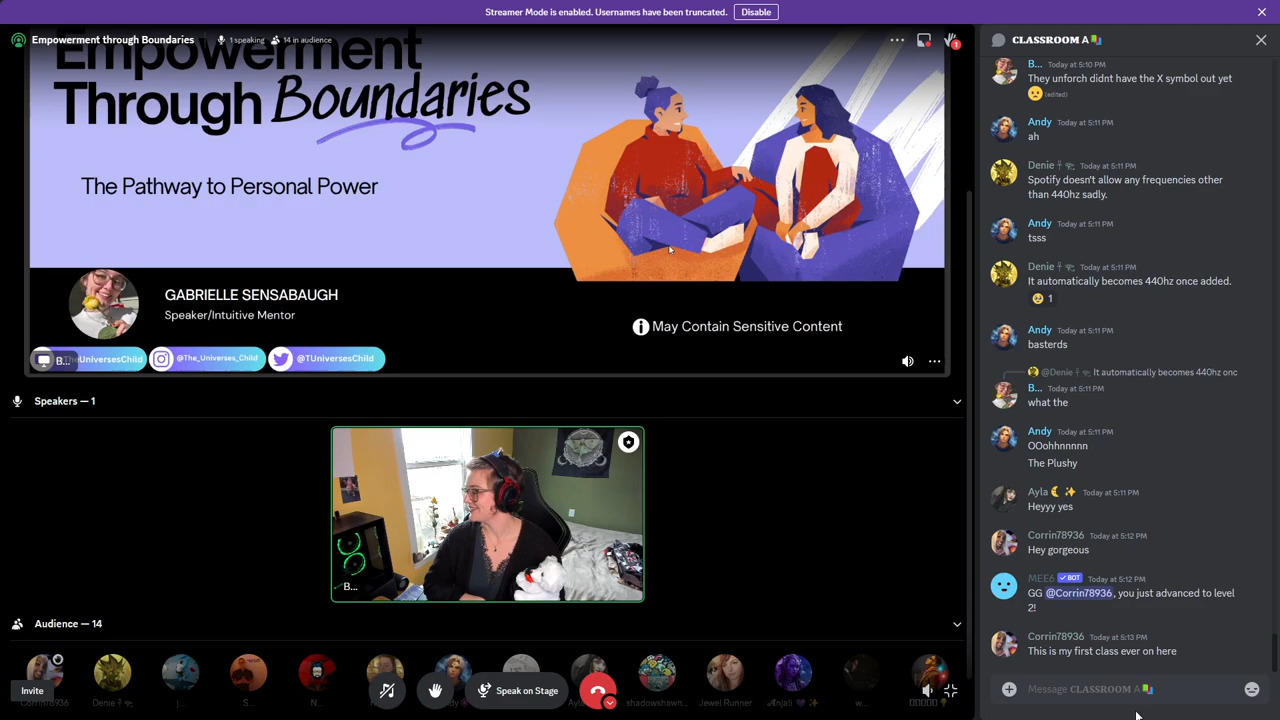 Streamer Mode is enabled. Usernames have been truncated.
Disable
Empowerment through Boundaries
1 speaking
14 in audience
1
Empowerment
Through Boundaries
The Pathway to Personal Power
GABRIELLE SENSABAUGH
Speaker/Intuitive Mentor
May Contain Sensitive Content
B...
UniversesChild
@The_Universes_Child
@TUniversesChild
Speakers — 1
B...
Audience — 14
Invite
Corrin78936
Denie
j...
S...
N...
Speak on Stage
shadowshawn...
Jewel Runner
Anjali
w...
CLASSROOM A
B... Today at 5:10 PM
They unforch didnt have the X symbol out yet
(edited)
Andy Today at 5:11 PM
ah
Denie Today at 5:11 PM
Spotify doesn't allow any frequencies other
than 440hz sadly.
Andy Today at 5:11 PM
tsss
Denie Today at 5:11 PM
It automatically becomes 440hz once added.
1
Andy Today at 5:11 PM
basterds
@Denie It automatically becomes 440hz onc
B... Today at 5:11 PM
what the
Andy Today at 5:11 PM
OOohhnnnnn
The Plushy
Ayla Today at 5:11 PM
Heyyy yes
Corrin78936 Today at 5:12 PM
Hey gorgeous
MEE6 BOT Today at 5:12 PM
GG @Corrin78936, you just advanced to level
2!
Corrin78936 Today at 5:13 PM
This is my first class ever on here
Message CLASSROOM A